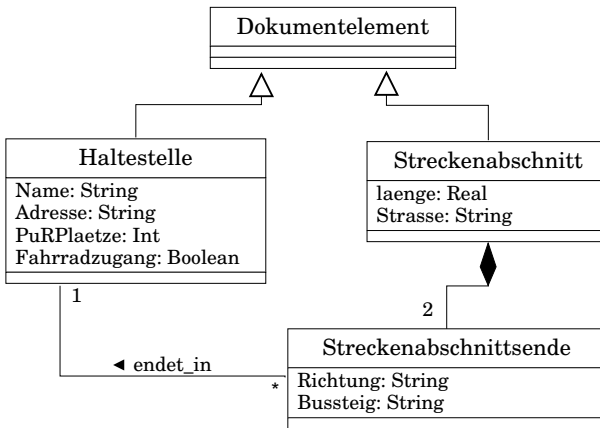 Dokumentelement
Haltestelle
Name: String
Adresse: String
PuRPlaetze: Int
Fahrradzugang: Boolean
Streckenabschnitt
laenge: Real
Strasse: String
1
2
◄ endet_in
*
Streckenabschnittsende
Richtung: String
Bussteig: String